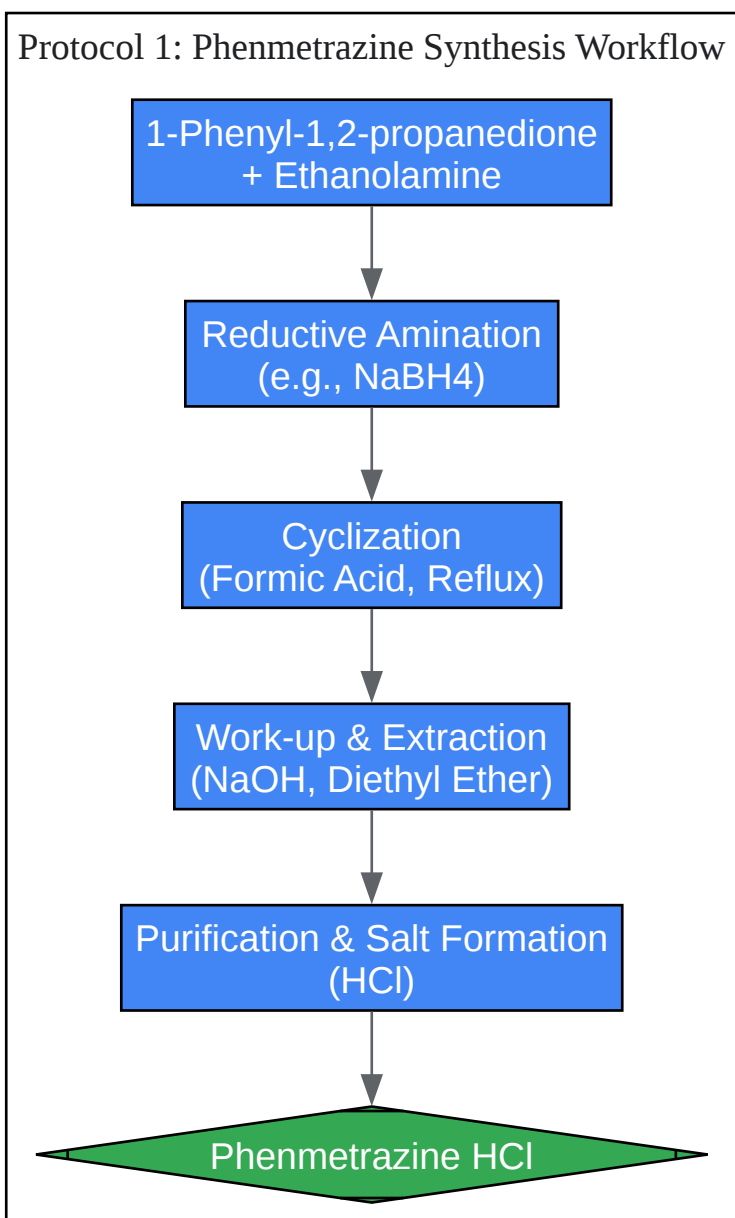 Protocol 1: Phenmetrazine Synthesis Workflow
1-Phenyl-1,2-propanedione
+ Ethanolamine
Reductive Amination
(e.g., NaBH4)
Cyclization
(Formic Acid, Reflux)
Work-up & Extraction
(NaOH, Diethyl Ether)
Purification & Salt Formation
(HCl)
Phenmetrazine HCl